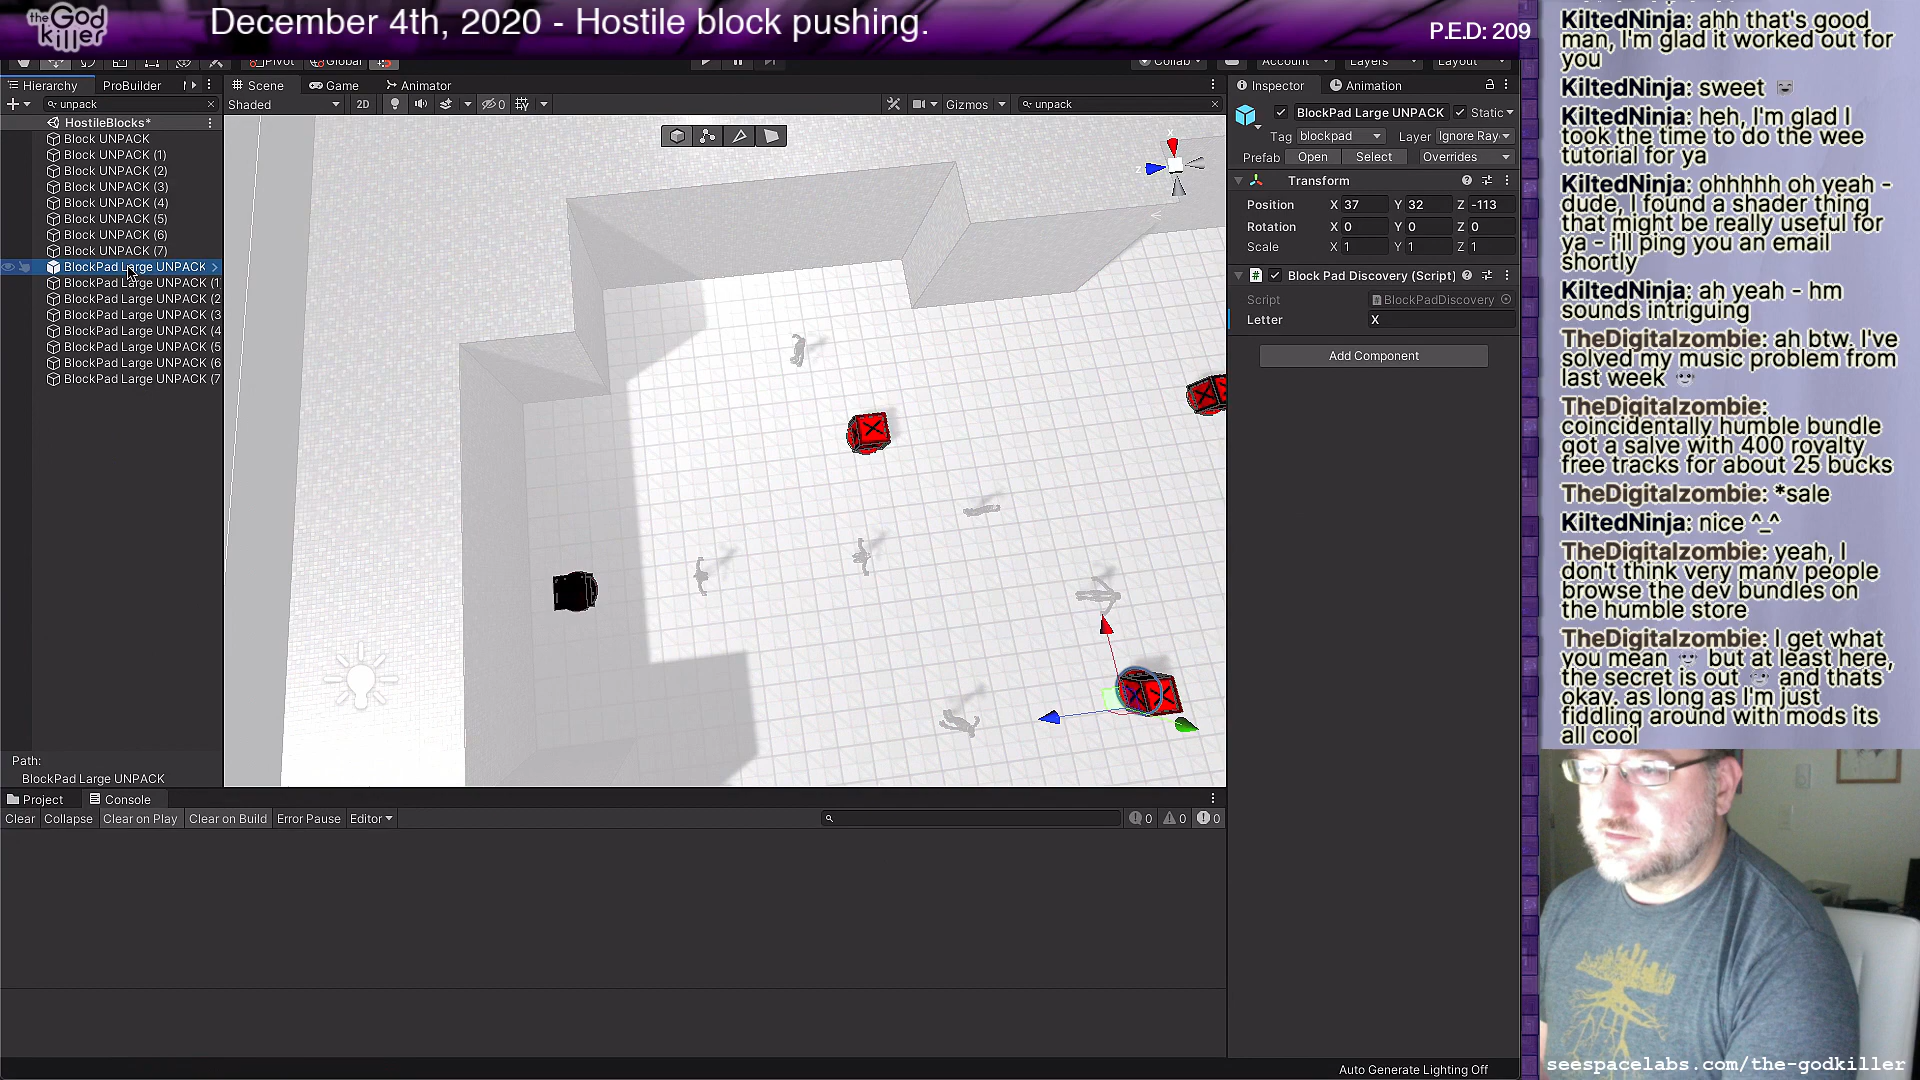 the God killer
December 4th, 2020 - Hostile block pushing.
P.E.D: 209
Pivot
Global
Collab
Account
Layers
Layout
Hierarchy
ProBuilder
Scene
Game
Animator
Inspector
Animation
unpack
Shaded
2D
0
Gizmos
unpack
HostileBlocks*
Block UNPACK
Block UNPACK (1)
Block UNPACK (2)
Block UNPACK (3)
Block UNPACK (4)
Block UNPACK (5)
Block UNPACK (6)
Block UNPACK (7)
BlockPad Large UNPACK
BlockPad Large UNPACK (1
BlockPad Large UNPACK (2
BlockPad Large UNPACK (3
BlockPad Large UNPACK (4
BlockPad Large UNPACK (5
BlockPad Large UNPACK (6
BlockPad Large UNPACK (7
Path:
BlockPad Large UNPACK
BlockPad Large UNPACK
Static
Tag blockpad
Layer Ignore Ray
Prefab Open Select Overrides
Transform
Position X 37 Y 32 Z -113
Rotation X 0 Y 0 Z 0
Scale X 1 Y 1 Z 1
Block Pad Discovery (Script)
Script BlockPadDiscovery
Letter X
Add Component
Project
Console
Clear
Collapse
Clear on Play
Clear on Build
Error Pause
Editor
0
0
0
Auto Generate Lighting Off
KiltedNinja: ahh that's good
man, I'm glad it worked out for
you
KiltedNinja: sweet
KiltedNinja: heh, I'm glad I
took the time to do the wee
tutorial for ya
KiltedNinja: ohhhhh oh yeah -
dude, I found a shader thing
that might be really useful for
ya - i'll ping you an email
shortly
KiltedNinja: ah yeah - hm
sounds intriguing
TheDigitalzombie: ah btw. I've
solved my music problem from
last week
TheDigitalzombie:
coincidentally humble bundle
got a salve with 400 royalty
free tracks for about 25 bucks
TheDigitalzombie: *sale
KiltedNinja: nice ^_^
TheDigitalzombie: yeah, I
don't think very many people
browse the dev bundles on
the humble store
TheDigitalzombie: I get what
you mean but at least here,
the secret is out and thats
okay. as long as I'm just
fiddling around with mods its
all cool
seespacelabs.com/the-godkiller